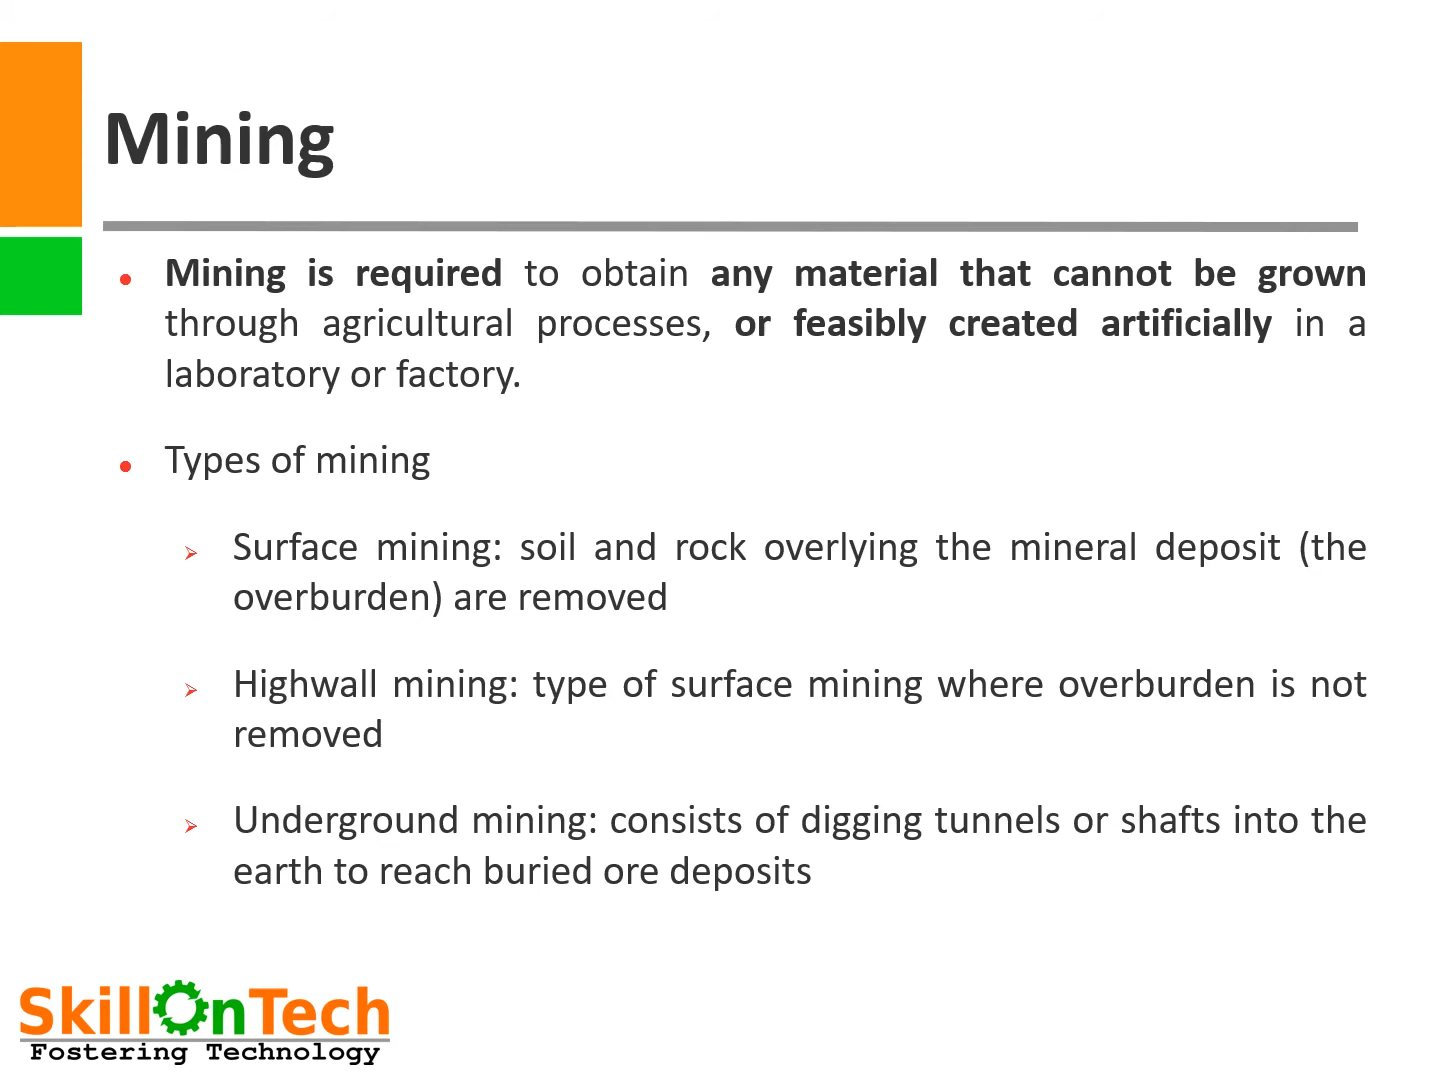 Mining
Mining is required to obtain any material that cannot be grown
through agricultural processes, or feasibly created artificially in a
laboratory or factory.
Types of mining
Surface mining: soil and rock overlying the mineral deposit (the
overburden) are removed
Highwall mining: type of surface mining where overburden is not
removed
Underground mining: consists of digging tunnels or shafts into the
earth to reach buried ore deposits
SkillOnTech
Fostering Technology